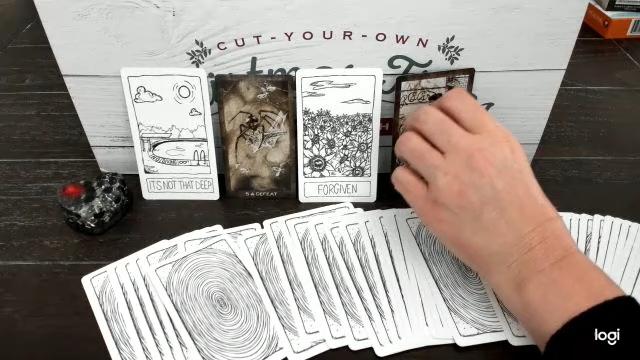 CUT-YOUR-OWN
IT'S NOT THAT DEEP
5 DEFEAT
FORGIVEN
logi